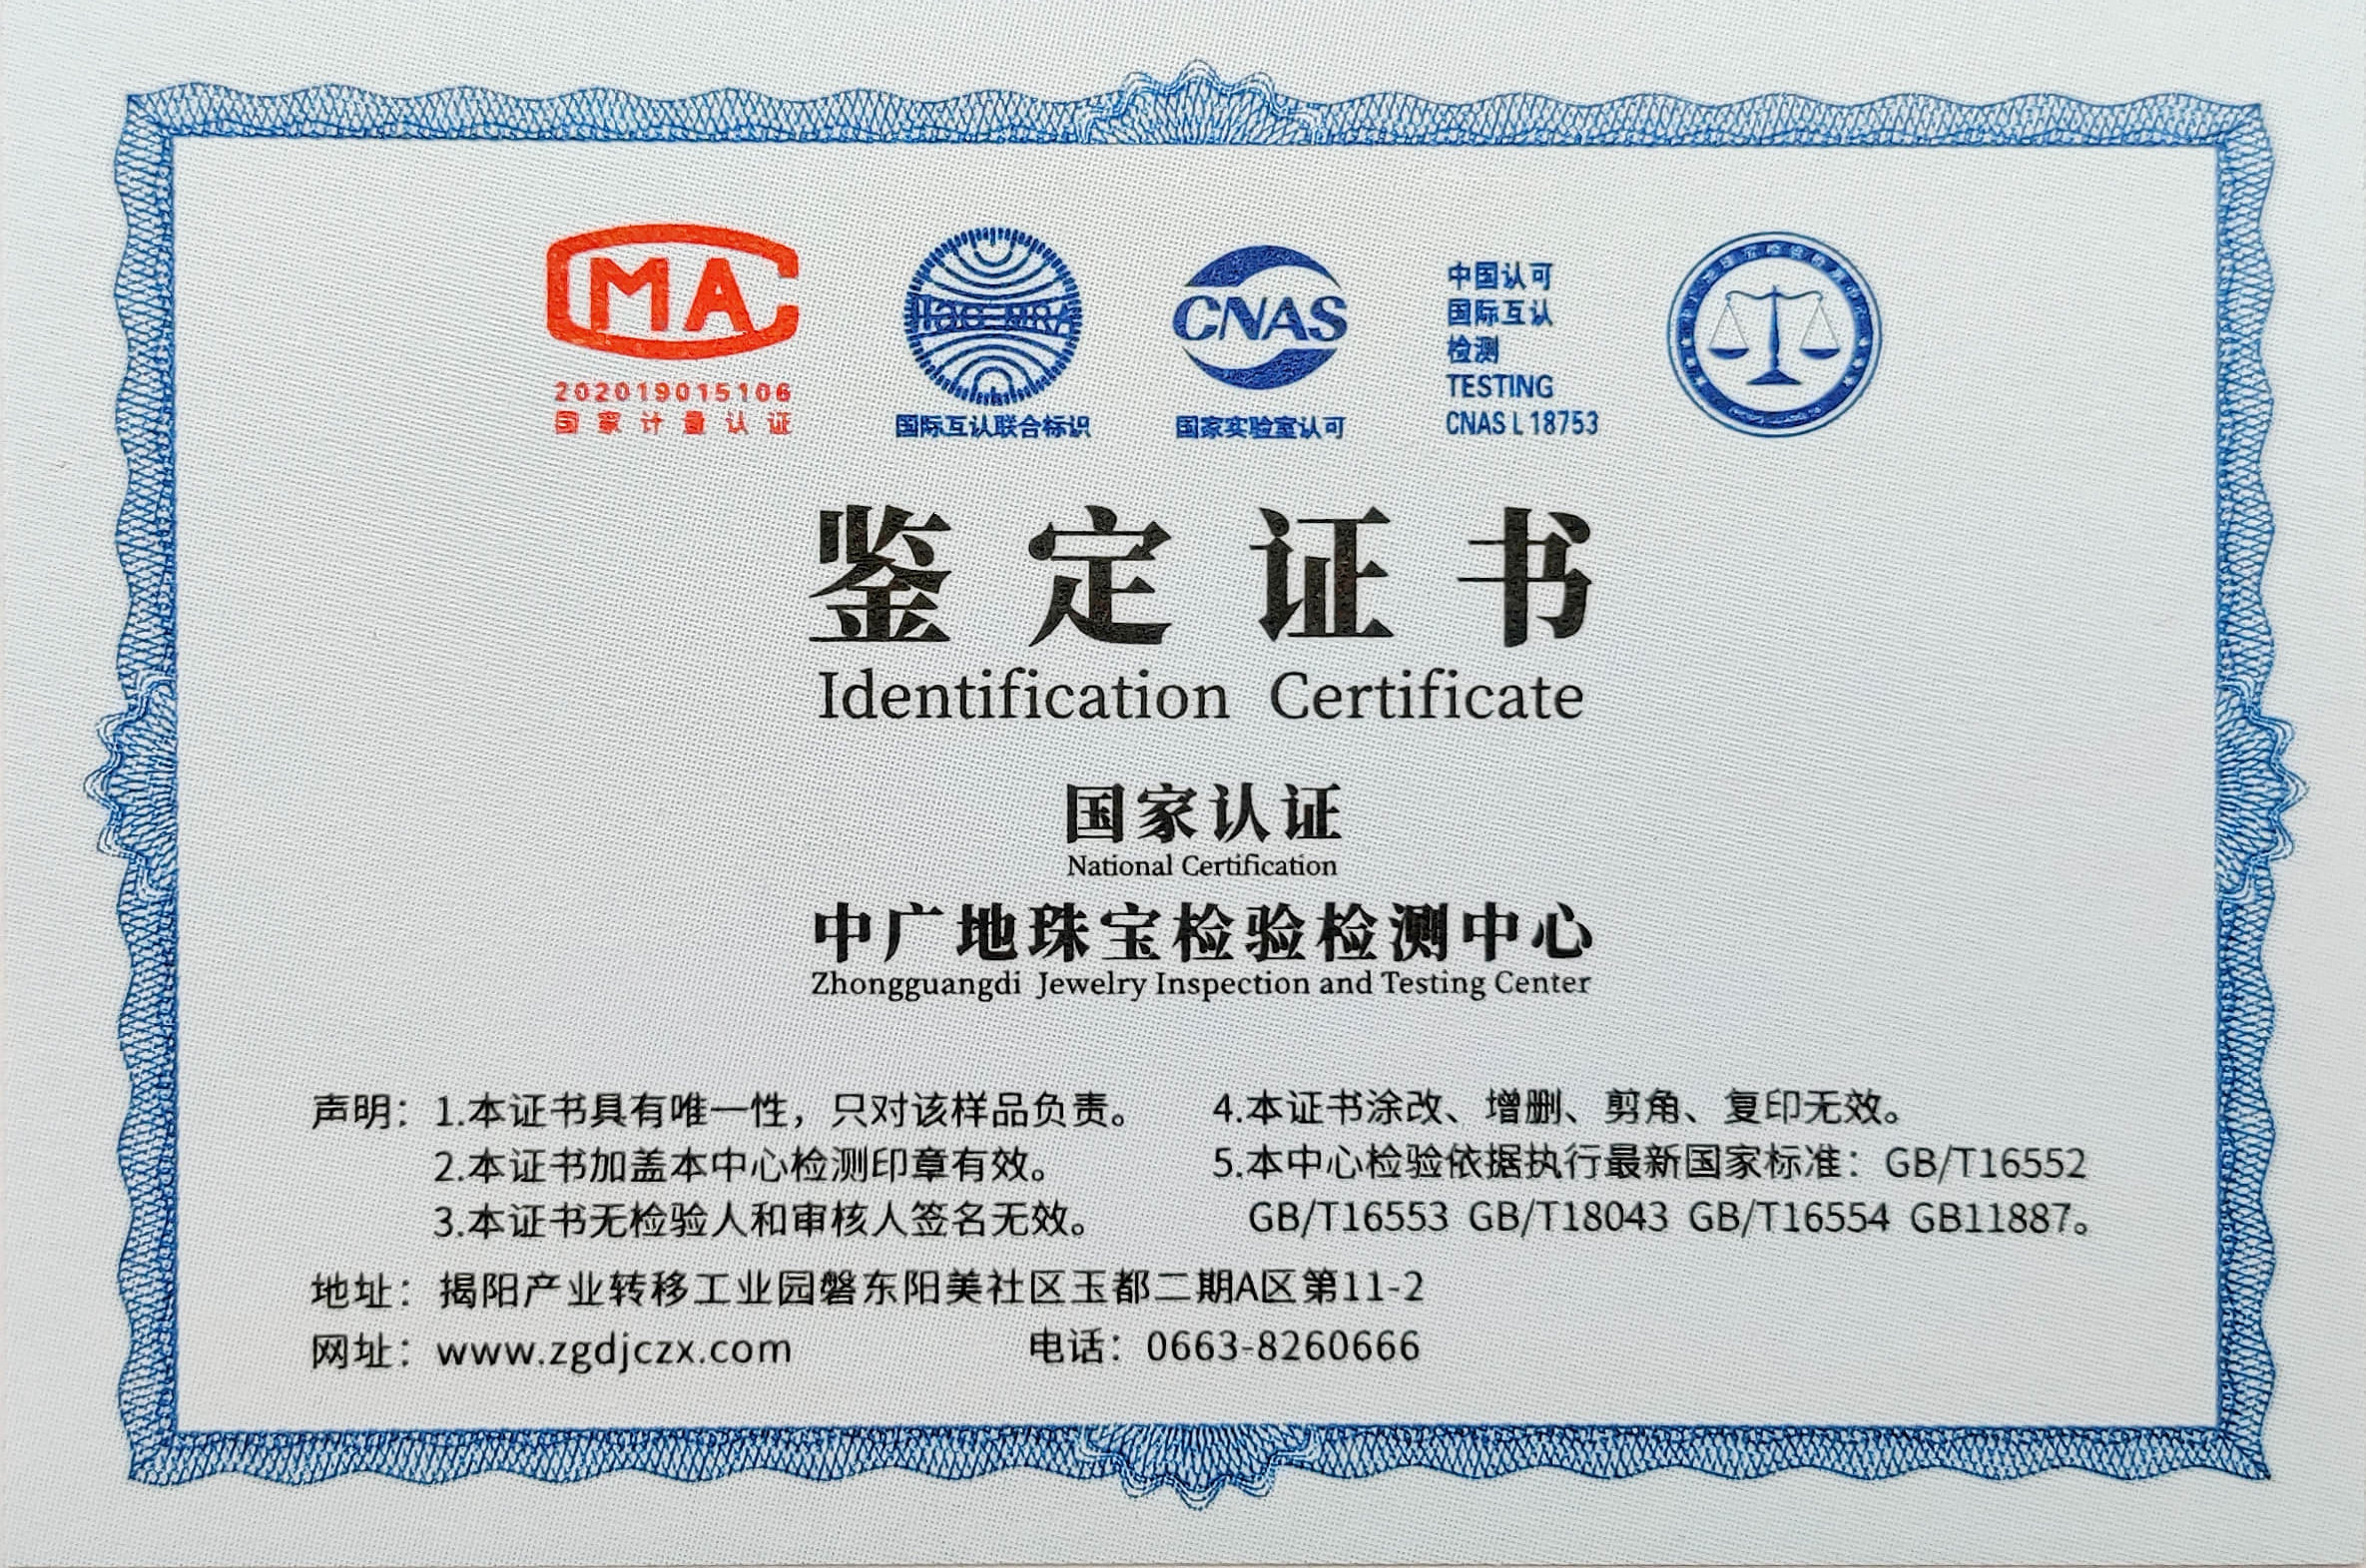 CMA
202019015106
国家计量认证
ilac-MRA
国际互认联合标识
CNAS
国家实验室认可
中国认可
国际互认
检测
TESTING
CNAS L 18753
鉴定证书
Identification Certificate
国家认证
National Certification
中广地珠宝检验检测中心
Zhongguangdi Jewelry Inspection and Testing Center
声明：1.本证书具有唯一性，只对该样品负责。
2.本证书加盖本中心检测印章有效。
3.本证书无检验人和审核人签名无效。
4.本证书涂改、增删、剪角、复印无效。
5.本中心检验依据执行最新国家标准：GB/T16552
GB/T16553 GB/T18043 GB/T16554 GB11887。
地址：揭阳产业转移工业园磐东阳美社区玉都二期A区第11-2
网址：www.zgdjczx.com
电话：0663-8260666